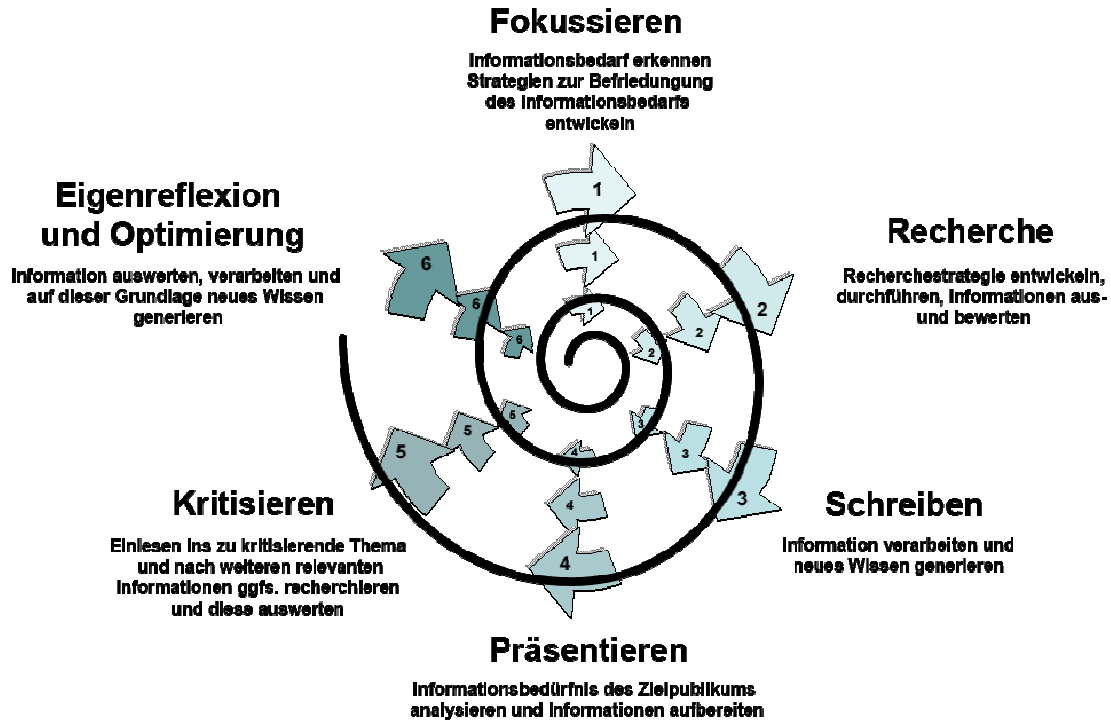 Fokussieren
Informationsbedarf erkennen
Strategien zur Befriedungung
des Informationsbedarfs
entwickeln
Eigenreflexion
und Optimierung
Information auswerten, verarbeiten und
auf dieser Grundlage neues Wissen
generieren
Recherche
Recherchestrategie entwickeln,
durchführen, Informationen aus-
und bewerten
1
1
1
2
2
2
3
3
3
4
4
4
5
5
5
6
6
6
Kritisieren
Einlesen ins zu kritisierende Thema
und nach weiteren relevanten
Informationen ggfs. recherchieren
und diese auswerten
Schreiben
Information verarbeiten und
neues Wissen generieren
Präsentieren
Informationsbedürfnis des Zielpublikums
analysieren und Informationen aufbereiten